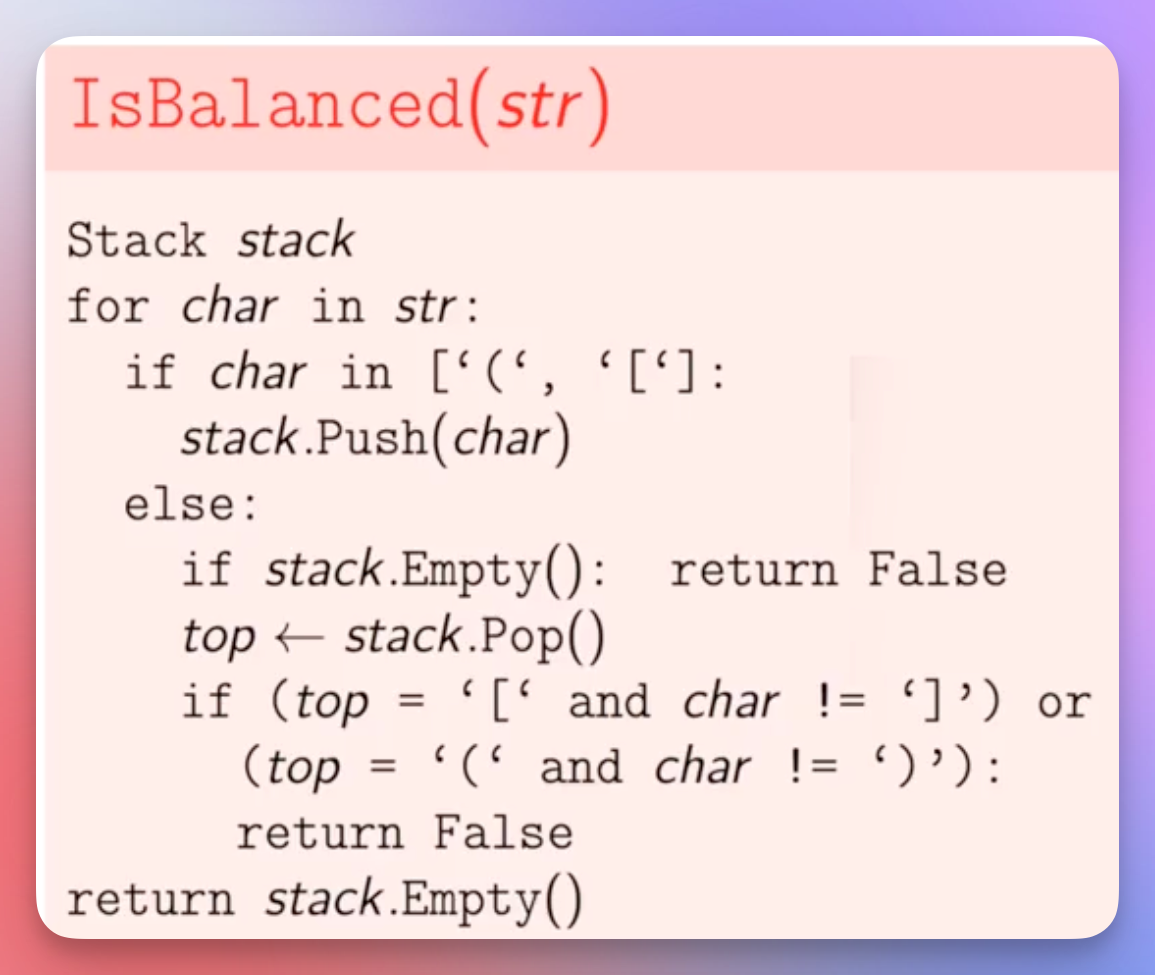 IsBalanced(str)
Stack stack
for char in str:
if char in [‘(‘, ‘[‘]:
stack.Push(char)
else:
if stack.Empty(): return False
top ← stack.Pop()
if (top = ‘[‘ and char != ‘]’) or
(top = ‘(‘ and char != ‘)’):
return False
return stack.Empty()